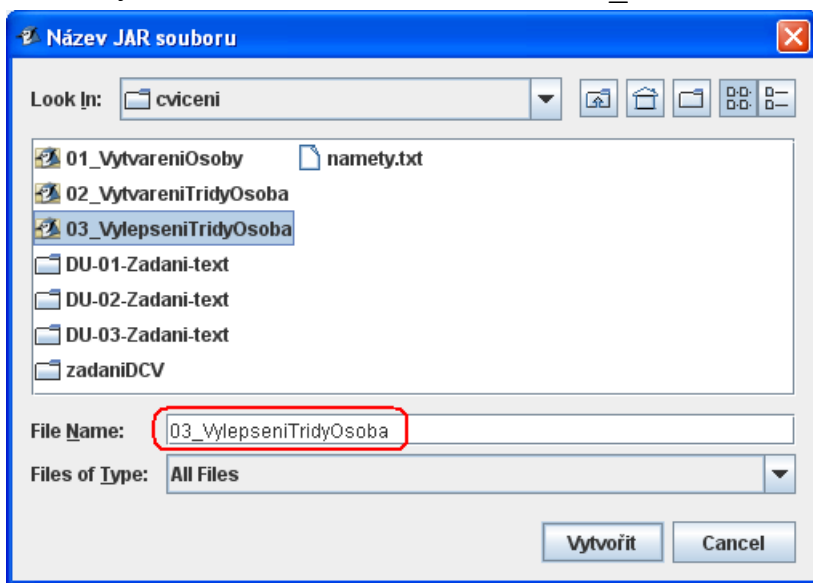 Název JAR souboru
Look In: cviceni
01_VytvareniOsoby namety.txt
02_VytvareniTridyOsoba
03_VylepseniTridyOsoba
DU-01-Zadani-text
DU-02-Zadani-text
DU-03-Zadani-text
zadaniDCV
File Name: 03_VylepseniTridyOsoba
Files of Type: All Files
Vytvořit Cancel